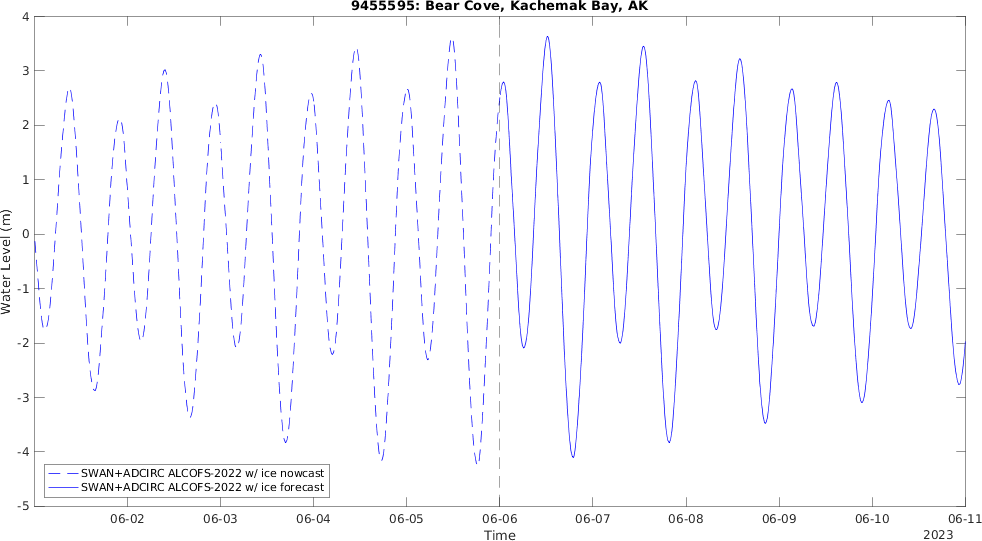 9455595: Bear Cove, Kachemak Bay, AK
4
3
2
1
0
-1
-2
-3
-4
-5
Water Level (m)
SWAN+ADCIRC ALCOFS-2022 w/ ice nowcast
SWAN+ADCIRC ALCOFS-2022 w/ ice forecast
06-02 06-03 06-04 06-05 06-06 06-07 06-08 06-09 06-10 06-11
Time
2023